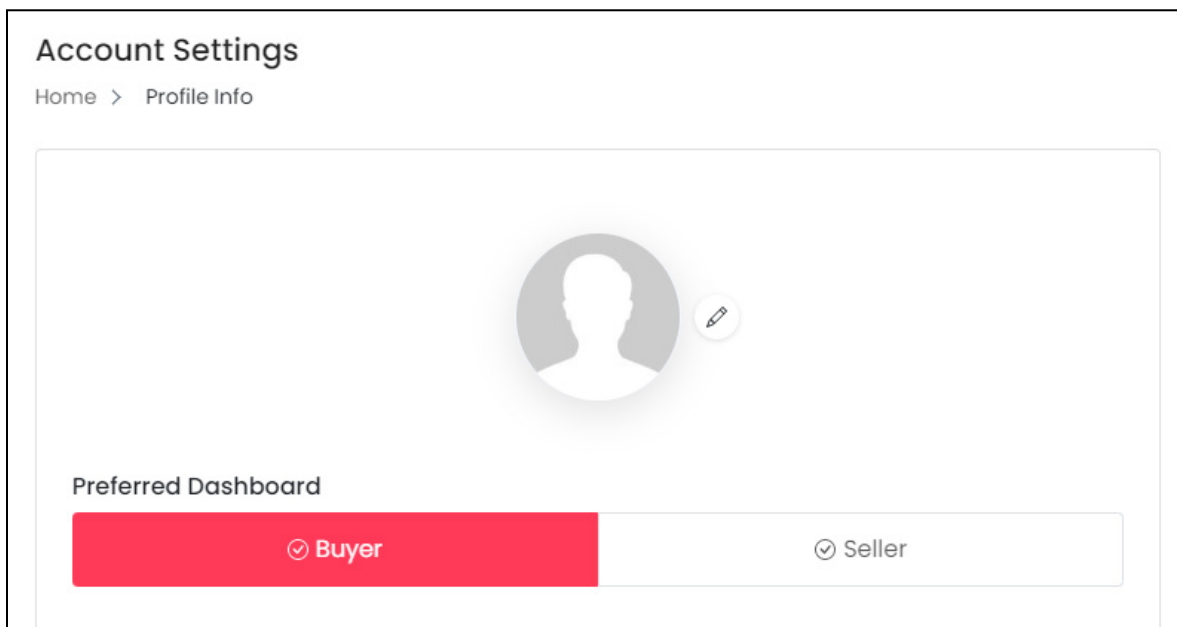 Account Settings
Home > Profile Info
Preferred Dashboard
Buyer
Seller